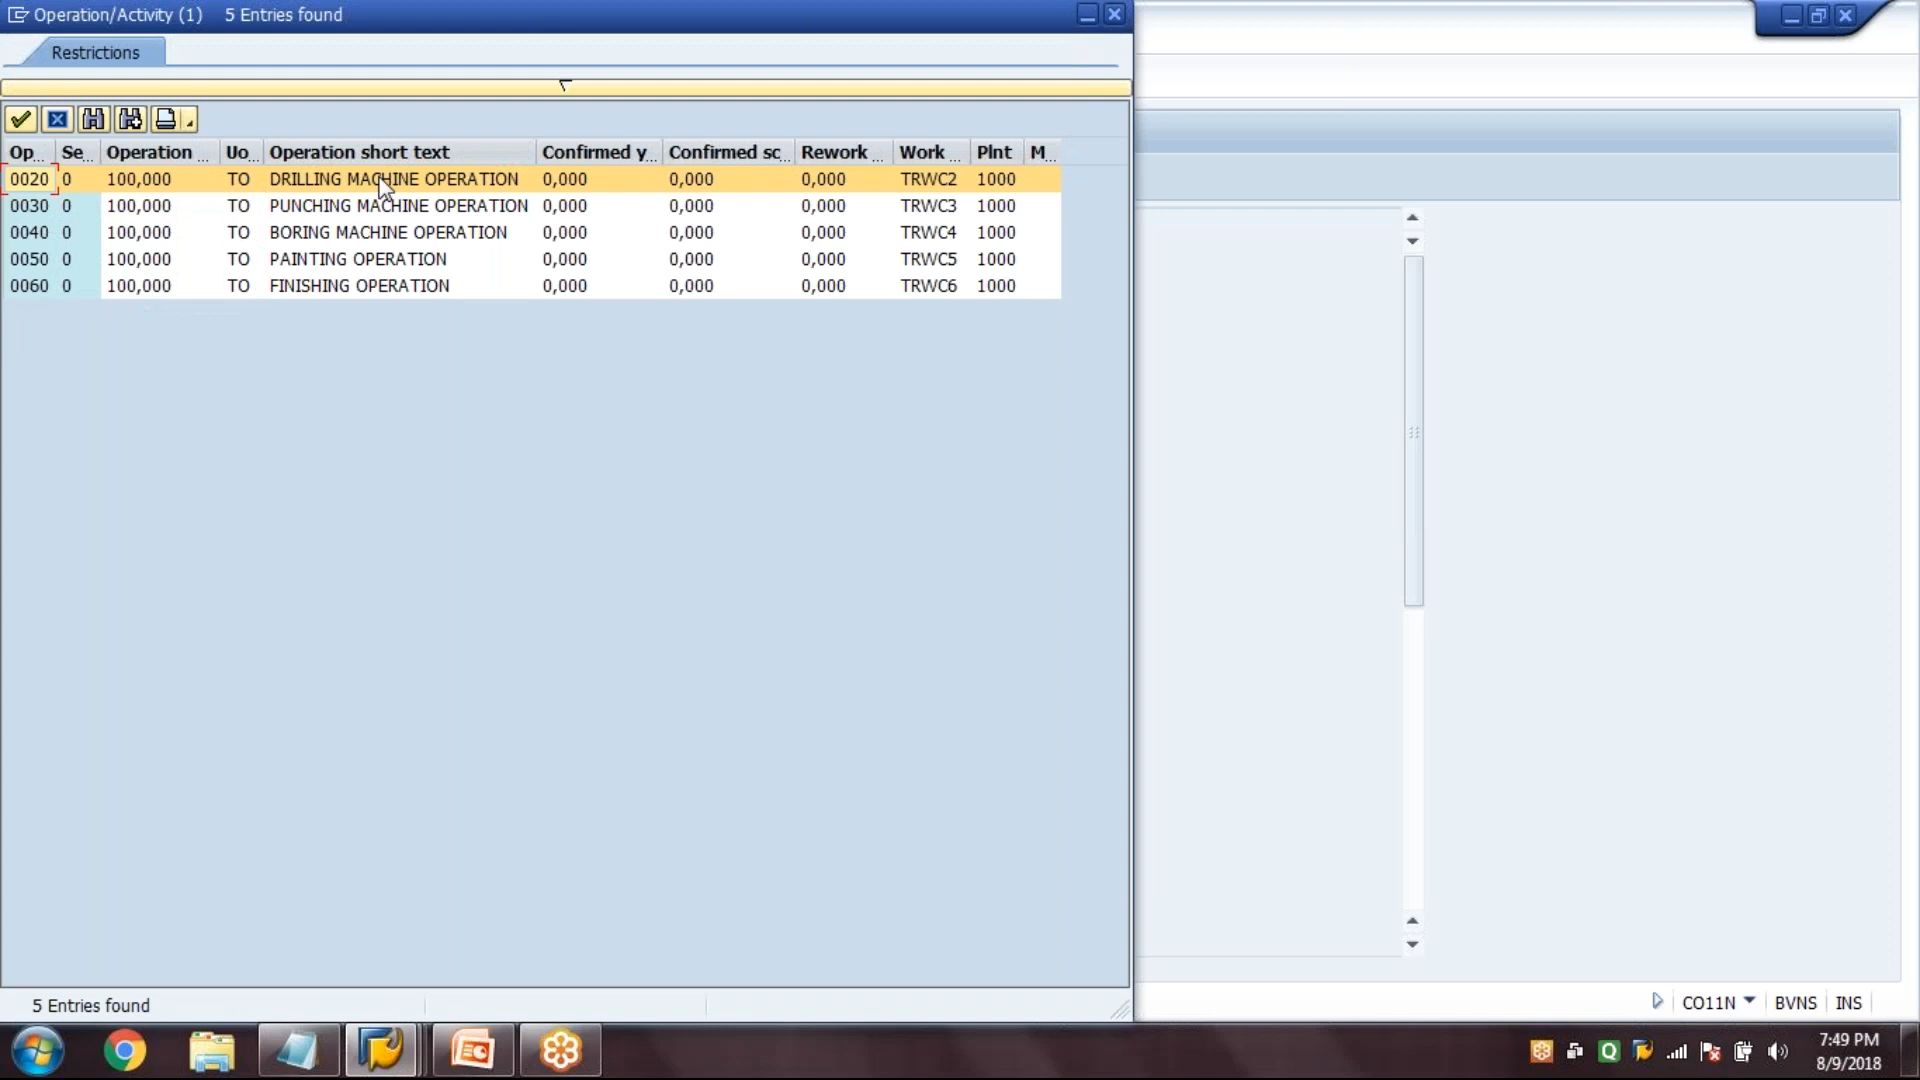 Operation/Activity (1) 5 Entries found
Restrictions
Op... Se... Operation ... Uo... Operation short text Confirmed y... Confirmed sc... Rework ... Work ... Plnt M...
0020 0 100,000 TO DRILLING MACHINE OPERATION 0,000 0,000 0,000 TRWC2 1000
0030 0 100,000 TO PUNCHING MACHINE OPERATION 0,000 0,000 0,000 TRWC3 1000
0040 0 100,000 TO BORING MACHINE OPERATION 0,000 0,000 0,000 TRWC4 1000
0050 0 100,000 TO PAINTING OPERATION 0,000 0,000 0,000 TRWC5 1000
0060 0 100,000 TO FINISHING OPERATION 0,000 0,000 0,000 TRWC6 1000
5 Entries found
CO11N BVNS INS
7:49 PM
8/9/2018